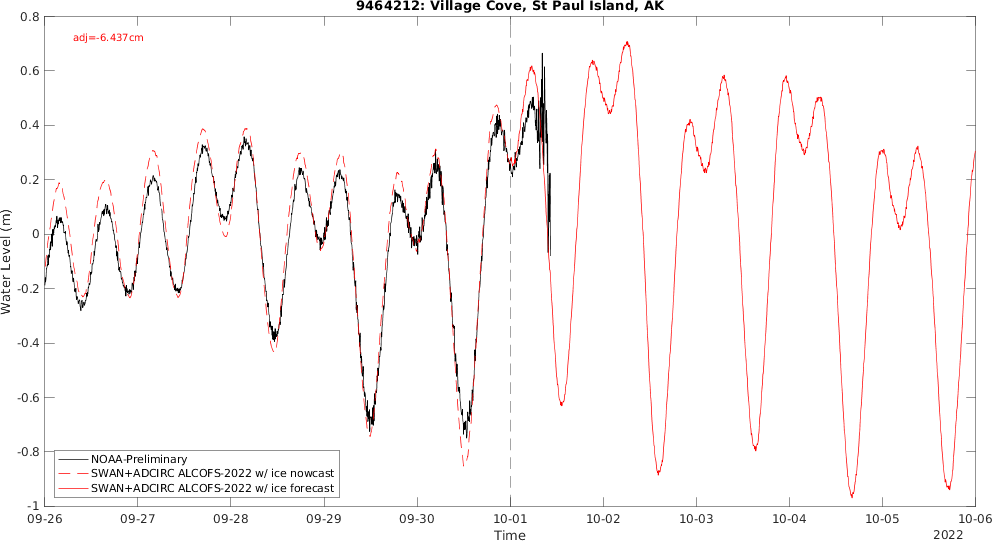 9464212: Village Cove, St Paul Island, AK
adj=-6.437cm
Water Level (m)
0.8
0.6
0.4
0.2
0
-0.2
-0.4
-0.6
-0.8
-1
NOAA-Preliminary
SWAN+ADCIRC ALCOFS-2022 w/ ice nowcast
SWAN+ADCIRC ALCOFS-2022 w/ ice forecast
09-26 09-27 09-28 09-29 09-30 10-01 10-02 10-03 10-04 10-05 10-06
Time
2022